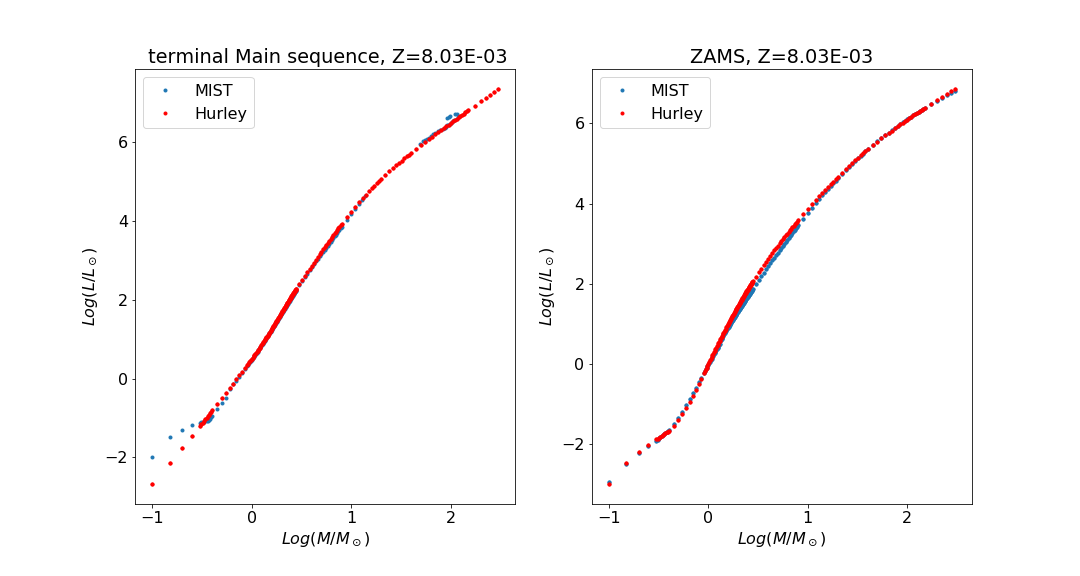 terminal Main sequence, Z=8.03E-03
MIST
Hurley
6
4
2
0
−2
Log(L/L⊙)
−1
0
1
2
Log(M/M⊙)
ZAMS, Z=8.03E-03
MIST
Hurley
6
4
2
0
−2
Log(L/L⊙)
−1
0
1
2
Log(M/M⊙)